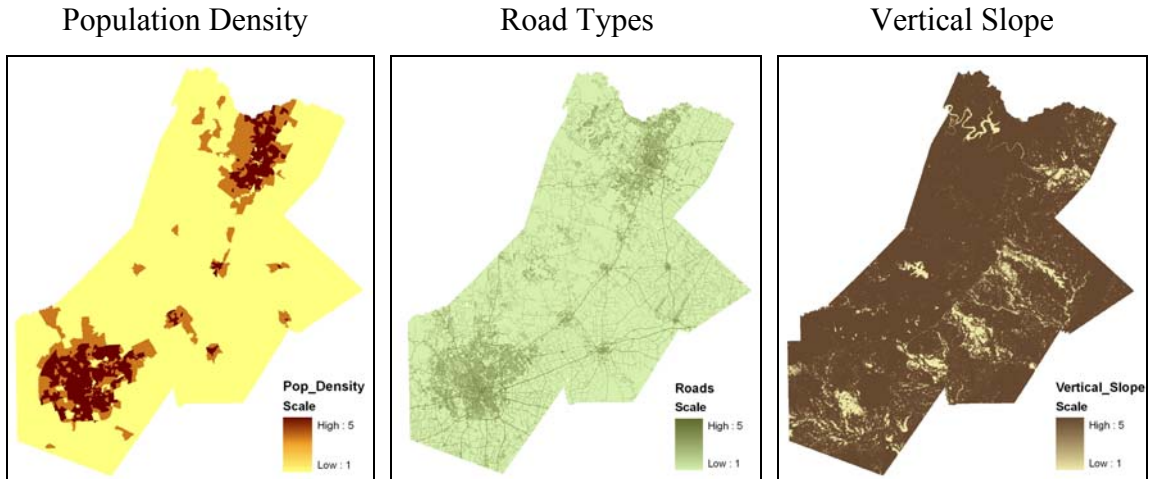 Population Density
Road Types
Vertical Slope
Pop_Density
Scale
High : 5
Low : 1
Roads
Scale
High : 5
Low : 1
Vertical_Slope
Scale
High : 5
Low : 1